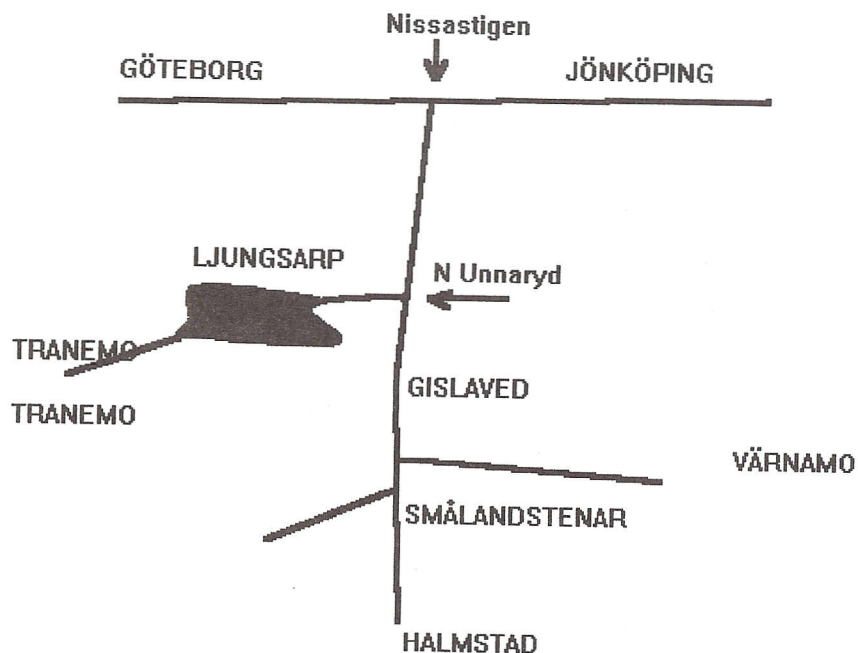 Nissastigen
GÖTEBORG JÖNKÖPING
LJUNGSARP
N Unnaryd
TRANEMO
GISLAVED
TRANEMO
VÄRNAMO
SMÅLANDSTENAR
HALMSTAD